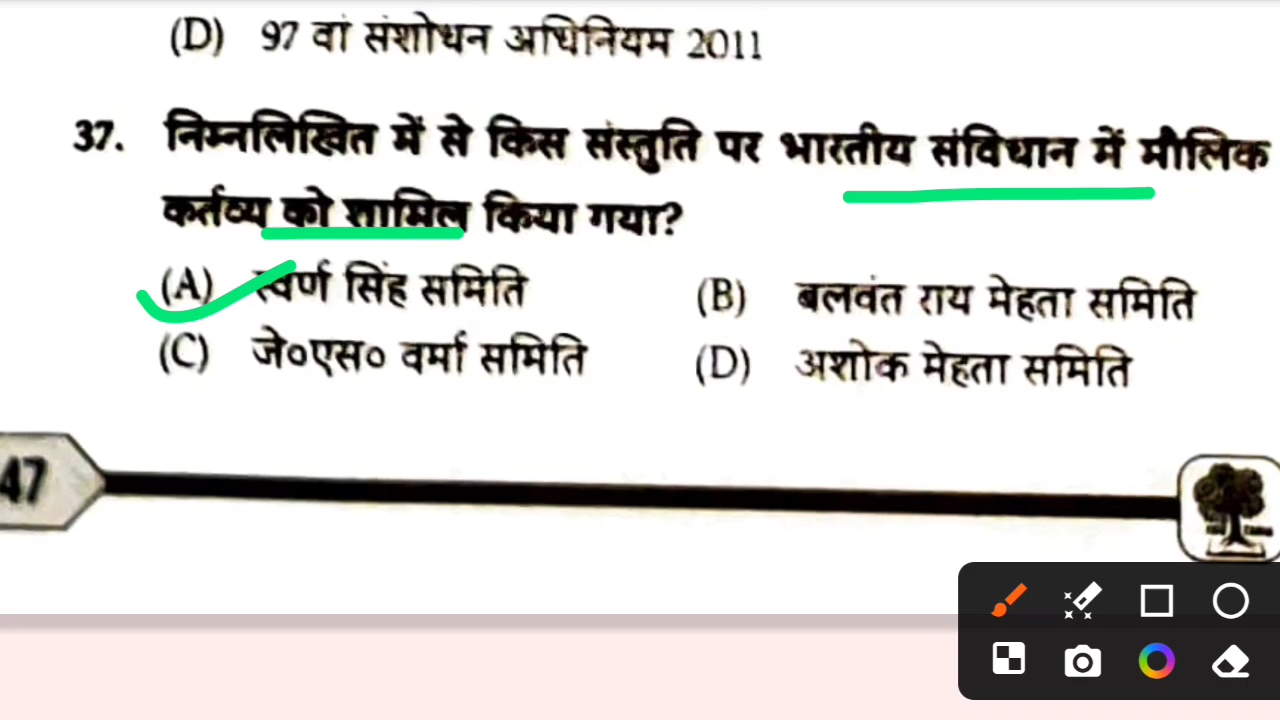 (D) 97 वां संशोधन अधिनियम 2011
37. निम्नलिखित में से किस संस्तुति पर भारतीय संविधान में मौलिक
कर्तव्य को शामिल किया गया?
(A) स्वर्ण सिंह समिति (B) बलवंत राय मेहता समिति
(C) जे०एस० वर्मा समिति (D) अशोक मेहता समिति
47